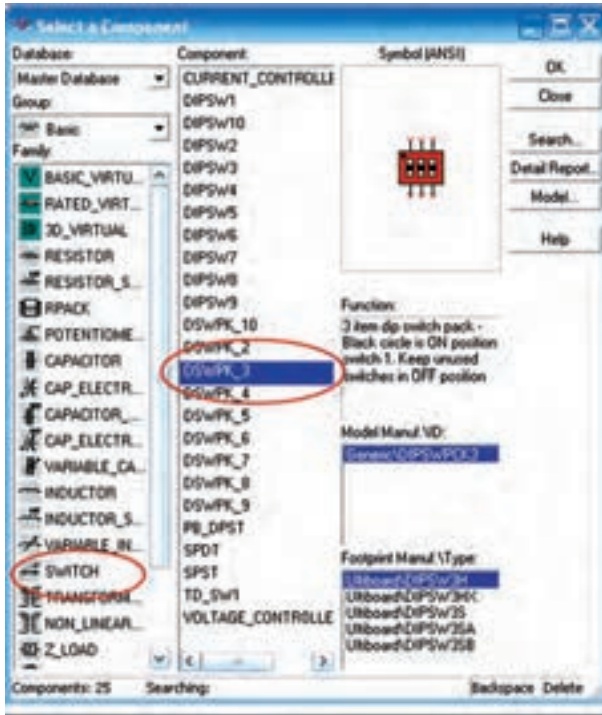 Select a Component
Database:
Master Database
Group:
Basic
Family
BASIC_VIRTU...
RATED_VIRT...
3D_VIRTUAL
RESISTOR
RESISTOR_S...
RPACK
POTENTIOME...
CAPACITOR
CAP_ELECTR...
CAPACITOR_...
CAP_ELECTR...
VARIABLE_CA...
INDUCTOR
INDUCTOR_S...
VARIABLE_IN...
SWITCH
TRANSFORM...
NON_LINEAR...
Z_LOAD
Component:
CURRENT_CONTROLLE
DIPSW1
DIPSW10
DIPSW2
DIPSW3
DIPSW4
DIPSW5
DIPSW6
DIPSW7
DIPSW8
DIPSW9
DSWPK_10
DSWPK_2
DSWPK_3
DSWPK_4
DSWPK_5
DSWPK_6
DSWPK_7
DSWPK_8
DSWPK_9
PB_DPST
SPDT
SPST
TD_SW1
VOLTAGE_CONTROLLE
Symbol (ANSI)
Function:
3 item dip switch pack -
Black circle is ON position
switch 1. Keep unused
switches in OFF position
Model Manuf.\ID:
Generic\DIPSWPCK3
Footprint Manuf.\Type:
Ultiboard\DIPSW3H
Ultiboard\DIPSW3HX
Ultiboard\DIPSW3S
Ultiboard\DIPSW3SA
Ultiboard\DIPSW3SB
OK
Close
Search...
Detail Report...
Model...
Help
Components: 25
Searching:
Backspace Delete